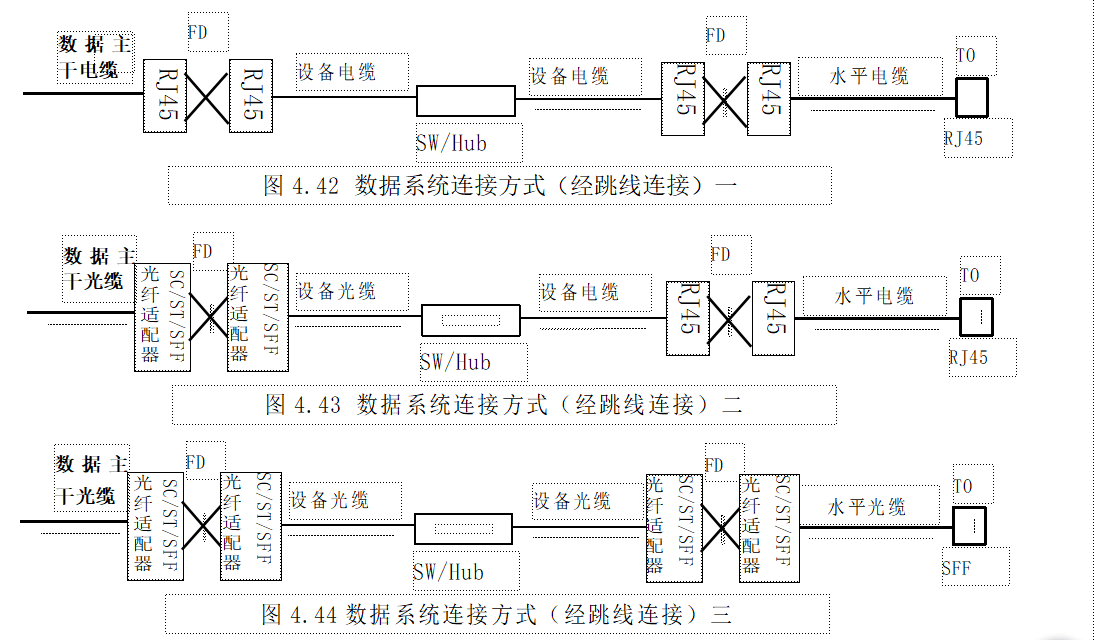 FD
FD
数据主
干电缆
RJ45
RJ45
设备电缆
设备电缆
RJ45
RJ45
水平电缆
TO
SW/Hub
RJ45
图 4.42 数据系统连接方式（经跳线连接）一
FD
FD
数据主
干光缆
光纤适配器
SC/ST/SFF
光纤适配器
SC/ST/SFF
设备光缆
设备电缆
RJ45
RJ45
水平电缆
TO
SW/Hub
RJ45
图 4.43 数据系统连接方式（经跳线连接）二
FD
FD
数据主
干光缆
光纤适配器
SC/ST/SFF
光纤适配器
SC/ST/SFF
设备光缆
设备光缆
光纤适配器
SC/ST/SFF
光纤适配器
SC/ST/SFF
水平光缆
TO
SW/Hub
SFF
图 4.44数据系统连接方式（经跳线连接）三